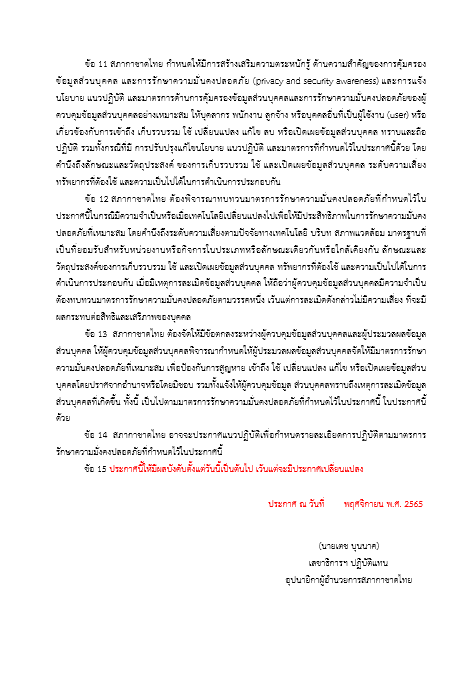 ข้อ 11 สภากาชาดไทย กำหนดให้มีการสร้างเสริมความตระหนักรู้ ด้านความสำคัญของการคุ้มครอง
ข้อมูลส่วนบุคคล และการรักษาความมั่นคงปลอดภัย (privacy and security awareness) และการแจ้ง
นโยบาย แนวปฏิบัติ และมาตรการด้านการคุ้มครองข้อมูลส่วนบุคคลและการรักษาความมั่นคงปลอดภัยของผู้
ควบคุมข้อมูลส่วนบุคคลอย่างเหมาะสม ให้บุคลากร พนักงาน ลูกจ้าง หรือบุคคลอื่นที่เป็นผู้ใช้งาน (user) หรือ
เกี่ยวข้องกับการเข้าถึง เก็บรวบรวม ใช้ เปลี่ยนแปลง แก้ไข ลบ หรือเปิดเผยข้อมูลส่วนบุคคล ทราบและถือ
ปฏิบัติ รวมทั้งกรณีที่มี การปรับปรุงแก้ไขนโยบาย แนวปฏิบัติ และมาตรการที่กำหนดไว้ในประกาศนี้ด้วย โดย
คำนึงถึงลักษณะและวัตถุประสงค์ ของการเก็บรวบรวม ใช้ และเปิดเผยข้อมูลส่วนบุคคล ระดับความเสี่ยง
ทรัพยากรที่ต้องใช้ และความเป็นไปได้ในการดำเนินการประกอบกัน
ข้อ 12 สภากาชาดไทย ต้องพิจารณาทบทวนมาตรการรักษาความมั่นคงปลอดภัยที่กำหนดไว้ใน
ประกาศนี้ในกรณีมีความจำเป็นหรือเมื่อเทคโนโลยีเปลี่ยนแปลงไปเพื่อให้มีประสิทธิภาพในการรักษาความมั่นคง
ปลอดภัยที่เหมาะสม โดยคำนึงถึงระดับความเสี่ยงตามปัจจัยทางเทคโนโลยี บริบท สภาพแวดล้อม มาตรฐานที่
เป็นที่ยอมรับสำหรับหน่วยงานหรือกิจการในประเภทหรือลักษณะเดียวกันหรือใกล้เคียงกัน ลักษณะและ
วัตถุประสงค์ของการเก็บรวบรวม ใช้ และเปิดเผยข้อมูลส่วนบุคคล ทรัพยากรที่ต้องใช้ และความเป็นไปได้ในการ
ดำเนินการประกอบกัน เมื่อมีเหตุการละเมิดข้อมูลส่วนบุคคล ให้ถือว่าผู้ควบคุมข้อมูลส่วนบุคคลมีความจำเป็น
ต้องทบทวนมาตรการรักษาความมั่นคงปลอดภัยตามวรรคหนึ่ง เว้นแต่การละเมิดดังกล่าวไม่มีความเสี่ยง ที่จะมี
ผลกระทบต่อสิทธิและเสรีภาพของบุคคล
ข้อ 13 สภากาชาดไทย ต้องจัดให้มีข้อตกลงระหว่างผู้ควบคุมข้อมูลส่วนบุคคลและผู้ประมวลผลข้อมูล
ส่วนบุคคล ให้ผู้ควบคุมข้อมูลส่วนบุคคลพิจารณากำหนดให้ผู้ประมวลผลข้อมูลส่วนบุคคลจัดให้มีมาตรการรักษา
ความมั่นคงปลอดภัยที่เหมาะสม เพื่อป้องกันการสูญหาย เข้าถึง ใช้ เปลี่ยนแปลง แก้ไข หรือเปิดเผยข้อมูลส่วน
บุคคลโดยปราศจากอำนาจหรือโดยมิชอบ รวมทั้งแจ้งให้ผู้ควบคุมข้อมูล ส่วนบุคคลทราบถึงเหตุการละเมิดข้อมูล
ส่วนบุคคลที่เกิดขึ้น ทั้งนี้ เป็นไปตามมาตรการรักษาความมั่นคงปลอดภัยที่กำหนดไว้ในประกาศนี้ ในประกาศนี้
ด้วย
ข้อ 14 สภากาชาดไทย อาจจะประกาศแนวปฏิบัติเพื่อกำหนดรายละเอียดการปฏิบัติตามมาตรการ
รักษาความมั่งคงปลอดภัยที่กำหนดไว้ในประกาศนี้
ข้อ 15 ประกาศนี้ให้มีผลบังคับตั้งแต่วันนี้เป็นต้นไป เว้นแต่จะมีประกาศเปลี่ยนแปลง
ประกาศ ณ วันที่ พฤศจิกายน พ.ศ. 2565
(นายเตช บุนนาค)
เลขาธิการฯ ปฏิบัติแทน
อุปนายิกาผู้อำนวยการสภากาชาดไทย